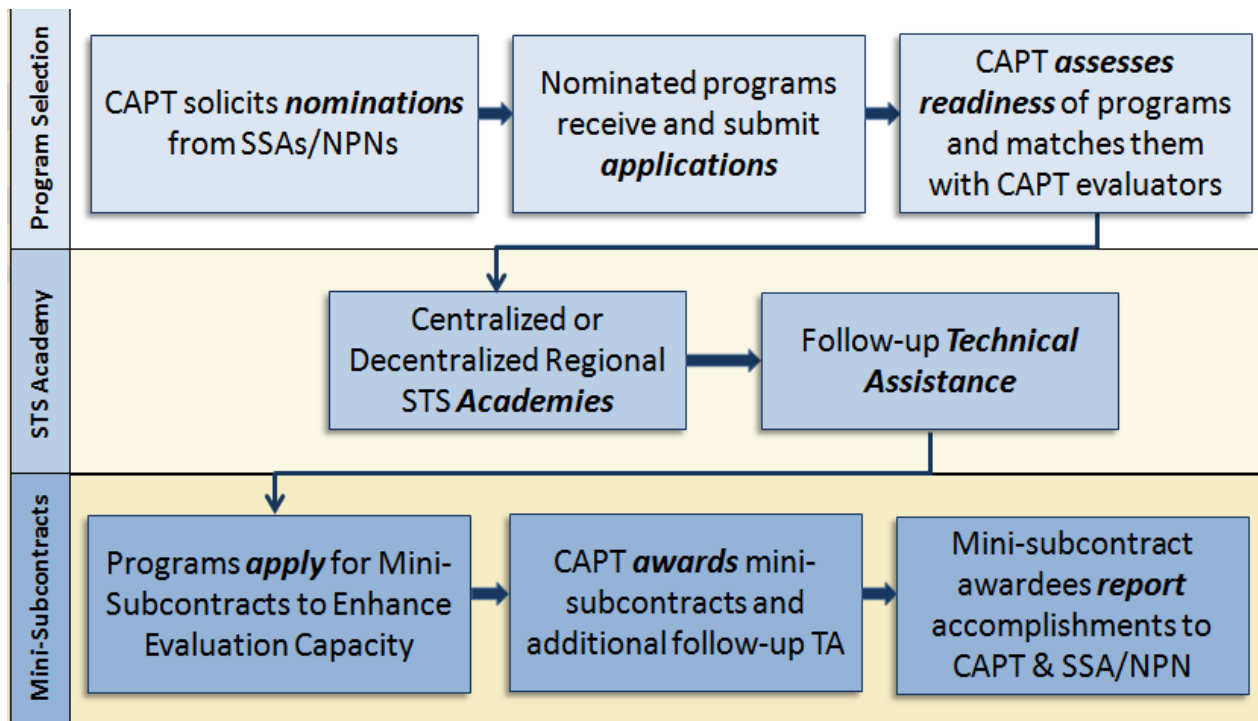 Program Selection
CAPT solicits nominations
from SSAs/NPNs
Nominated programs
receive and submit
applications
CAPT assesses
readiness of programs
and matches them
with CAPT evaluators
STS Academy
Centralized or
Decentralized Regional
STS Academies
Follow-up Technical
Assistance
Mini-Subcontracts
Programs apply for Mini-
Subcontracts to Enhance
Evaluation Capacity
CAPT awards mini-
subcontracts and
additional follow-up TA
Mini-subcontract
awardees report
accomplishments to
CAPT & SSA/NPN